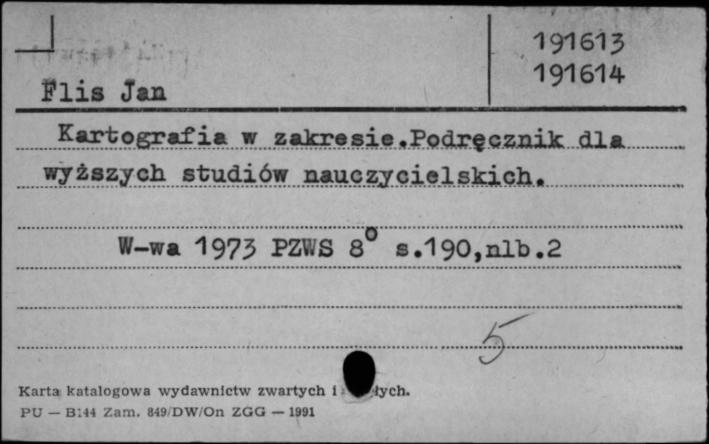 191613
191614
Flis Jan
Kartografia w zakresie.Podręcznik dla
wyższych studiów nauczycielskich.
W-wa 1973 PZWS 8° s.190,nlb.2
5
Karta katalogowa wydawnictw zwartych i
PU — B144 Zam. 849/DW/On ZGG — 1991